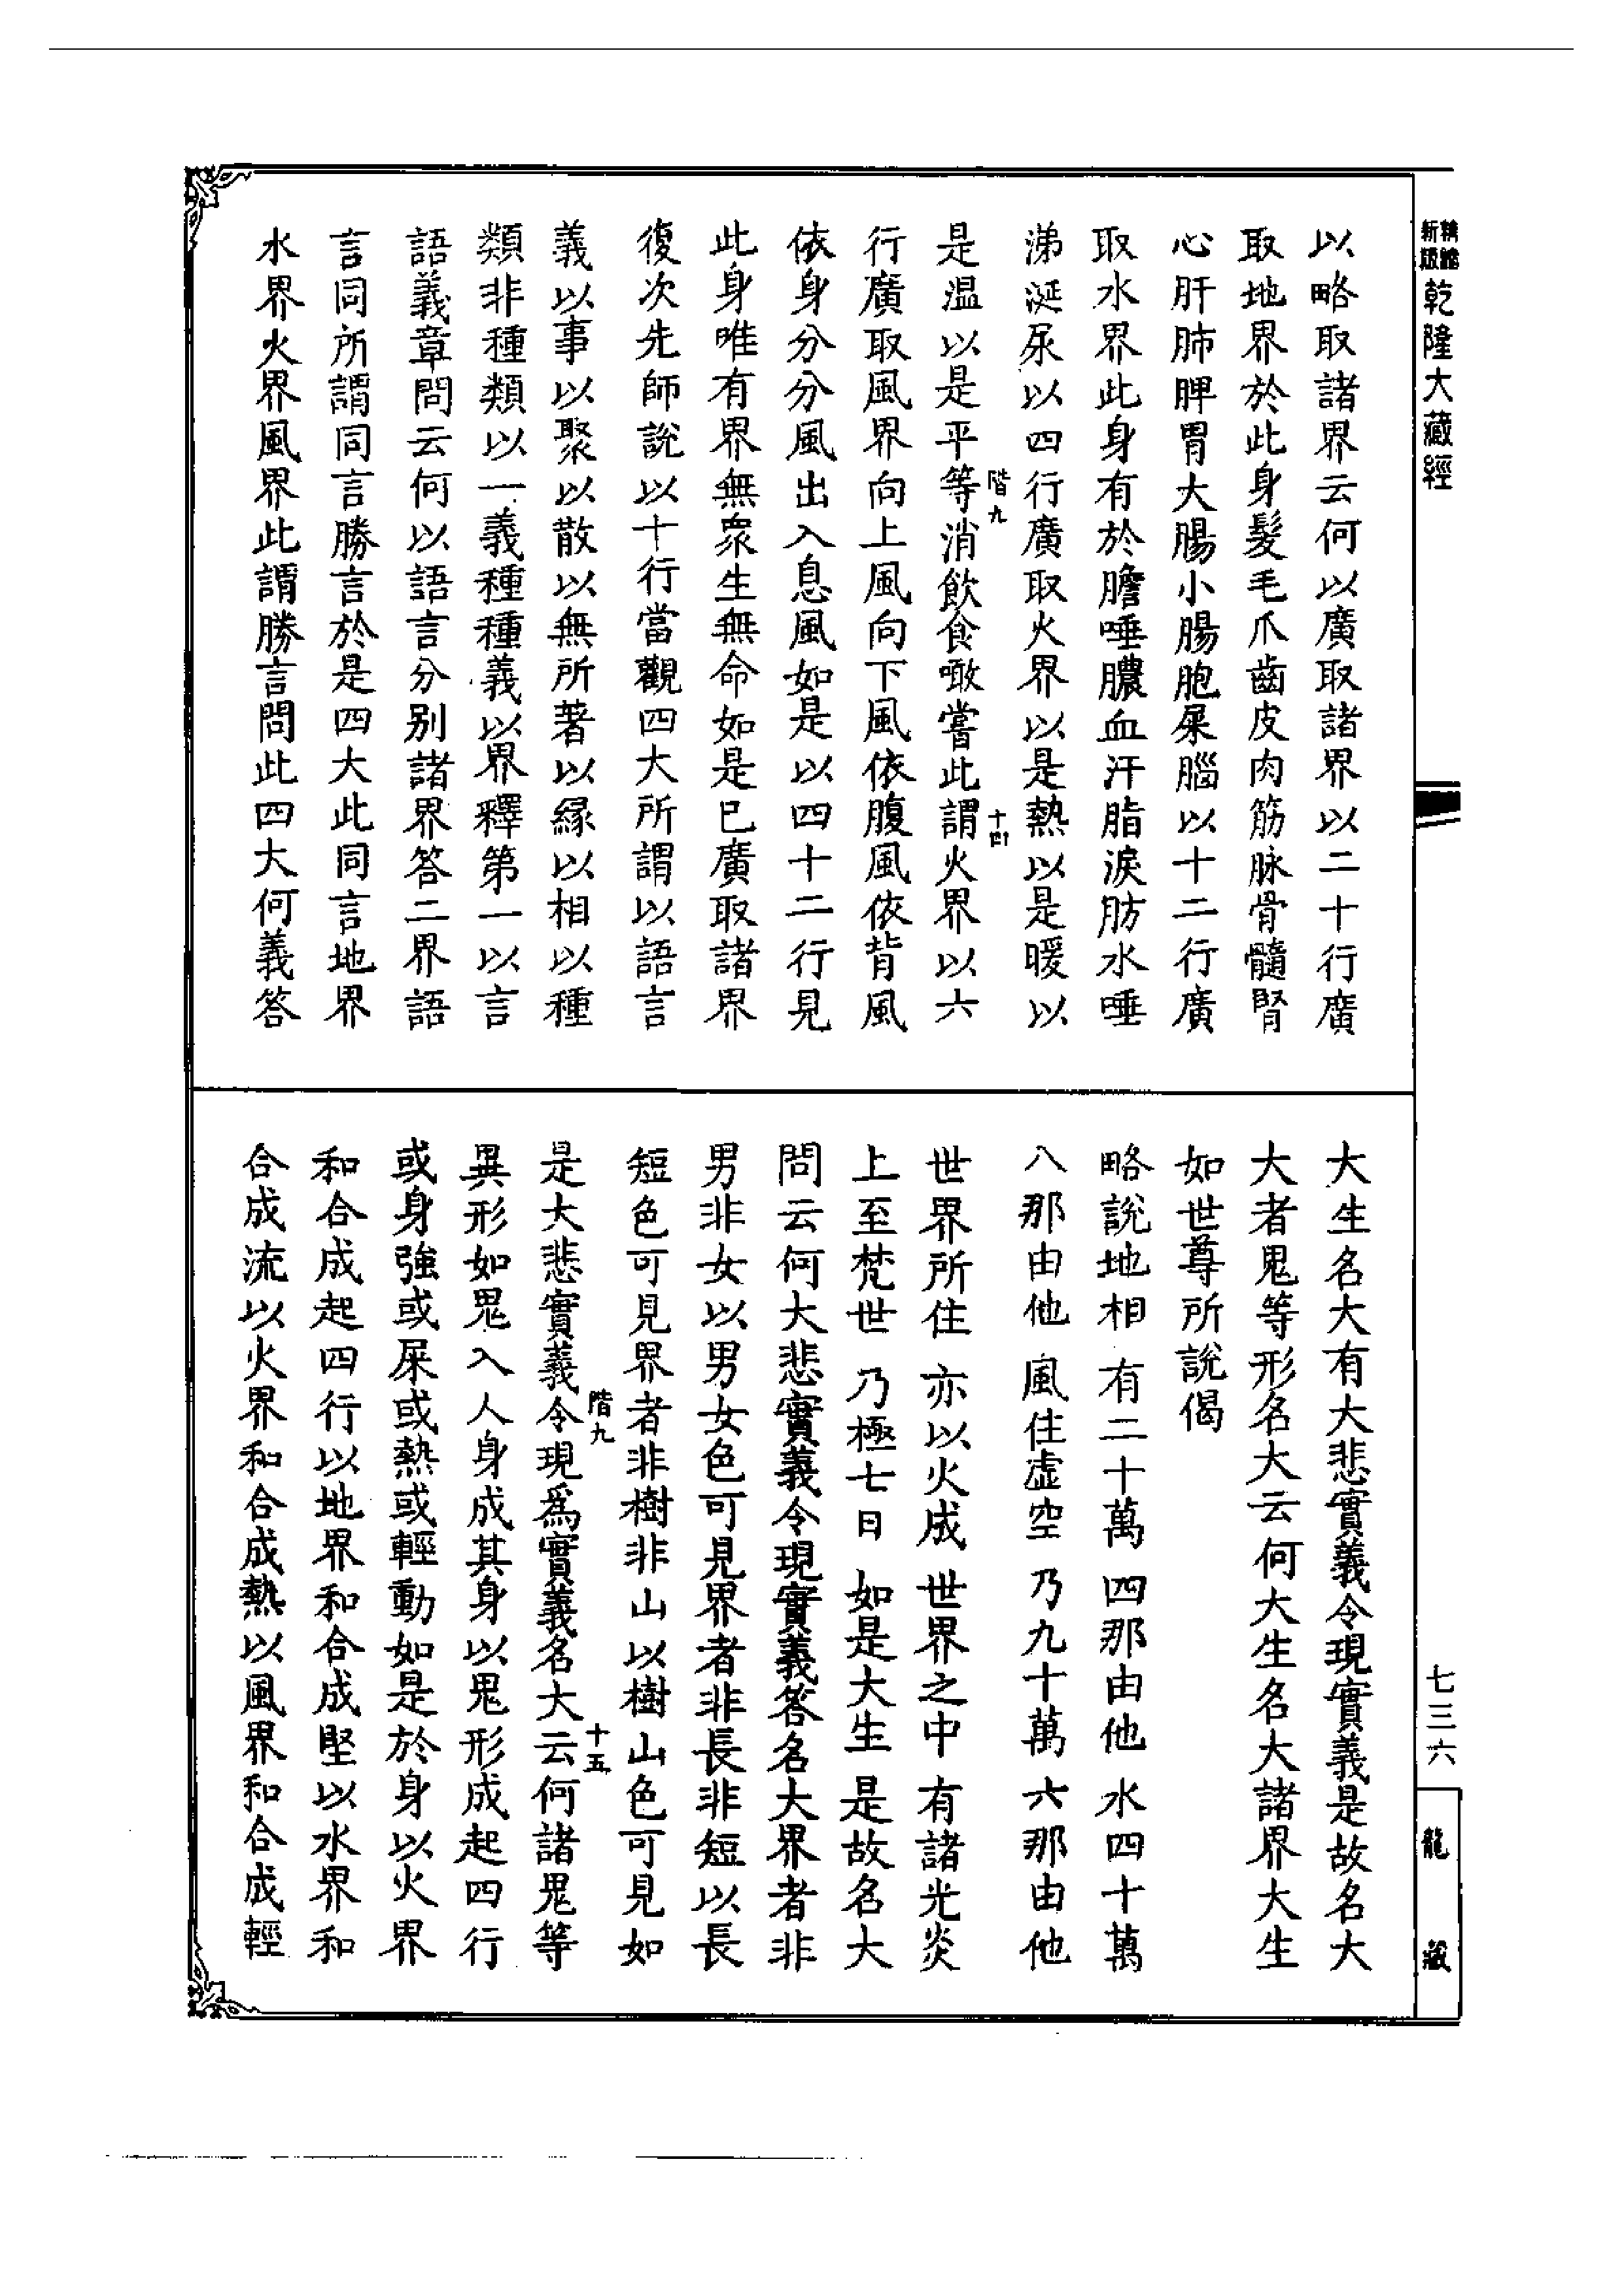 新編縮版乾隆大藏經
以略取諸界云何以廣取諸界以二十行廣
取地界於此身髮毛爪齒皮肉筋脉骨髓腎
心肝肺脾胃大腸小腸胞屎腦以十二行廣
取水界此身有於膽唾膿血汗脂淚肪水唾
涕涎尿以四行廣取火界以是熱以是暖以
是温以是平等消飲食噉嘗此謂火界以六
階九
十四
行廣取風界向上風向下風依腹風依背風
依身分分風出入息風如是以四十二行見
此身唯有界無衆生無命如是已廣取諸界
復次先師說以十行當觀四大所謂以語言
義以事以聚以散以無所著以緣以相以種
類非種類以一義種種義以界釋第一以言
語義章問云何以語言分别諸界答二界語
言同所謂同言勝言於是四大此同言地界
水界火界風界此謂勝言問此四大何義答
大生名大有大悲實義令現實義是故名大
大者鬼等形名大云何大生名大諸界大生
如世尊所說偈
略說地相 有二十萬 四那由他 水四十萬
八那由他 風住虚空 乃九十萬 六那由他
世界所住 亦以火成 世界之中 有諸光炎
上至梵世 乃極七日 如是大生 是故名大
問云何大悲實義令現實義答名大界者非
男非女以男女色可見界者非長非短以長
短色可見界者非樹非山以樹山色可見如
是大悲實義令現為實義名大云何諸鬼等
階九
十五
異形如鬼入人身成其身以鬼形成起四行
或身強或屎或熱或輕動如是於身以火界
和合成起四行以地界和合成堅以水界和
合成流以火界和合成熱以風界和合成輕
七三六
龍藏